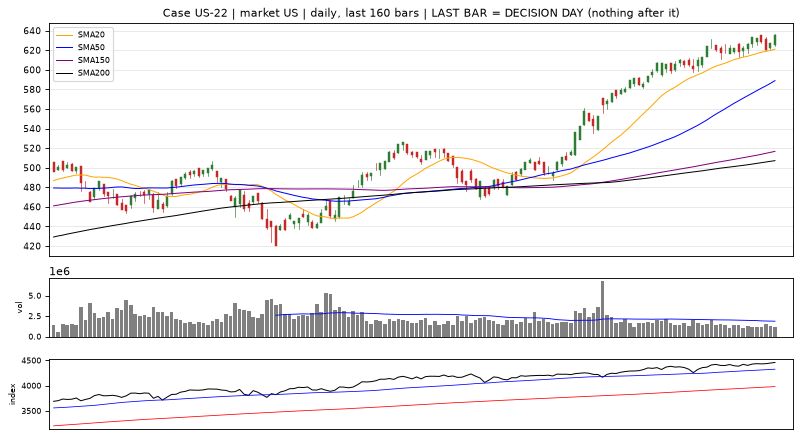 Case US-22 | market US | daily, last 160 bars | LAST BAR = DECISION DAY (nothing after it)
640
620
600
580
560
540
520
500
480
460
440
420
SMA20
SMA50
SMA150
SMA200
1e6
5.0
2.5
0.0
vol
4500
4000
3500
index